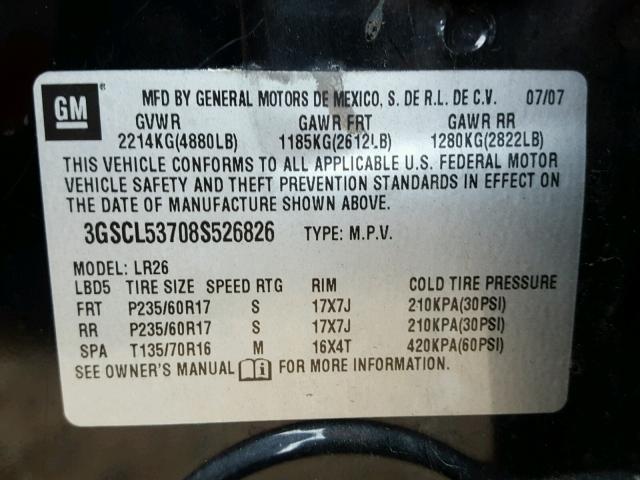 GM
MFD BY GENERAL MOTORS DE MEXICO, S. DE R.L. DE C.V. 07/07
GVWR GAWR FRT GAWR RR
2214KG(4880LB) 1185KG(2612LB) 1280KG(2822LB)
THIS VEHICLE CONFORMS TO ALL APPLICABLE U.S. FEDERAL MOTOR
VEHICLE SAFETY AND THEFT PREVENTION STANDARDS IN EFFECT ON
THE DATE OF MANUFACTURE SHOWN ABOVE.
3GSCL53708S526826 TYPE: M.P.V.
MODEL: LR26
LBD5 TIRE SIZE SPEED RTG RIM COLD TIRE PRESSURE
FRT P235/60R17 S 17X7J 210KPA(30PSI)
RR P235/60R17 S 17X7J 210KPA(30PSI)
SPA T135/70R16 M 16X4T 420KPA(60PSI)
SEE OWNER'S MANUAL FOR MORE INFORMATION.